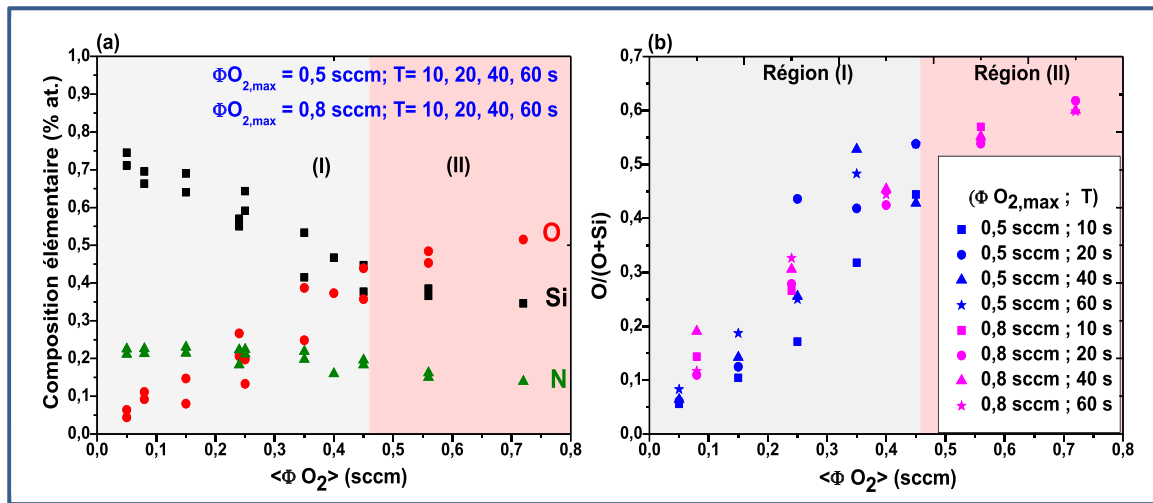 (a)
ΦO2,max = 0,5 sccm; T= 10, 20, 40, 60 s
ΦO2,max = 0,8 sccm; T= 10, 20, 40, 60 s
(I)
(II)
O
Si
N
Composition élémentaire (% at.)
1,0
0,9
0,8
0,7
0,6
0,5
0,4
0,3
0,2
0,1
0,0
0,0 0,1 0,2 0,3 0,4 0,5 0,6 0,7 0,8
<Φ O2> (sccm)
(b)
Région (I)
Région (II)
O/(O+Si)
0,7
0,6
0,5
0,4
0,3
0,2
0,1
0,0
(Φ O2,max ; T)
0,5 sccm ; 10 s
0,5 sccm ; 20 s
0,5 sccm ; 40 s
0,5 sccm ; 60 s
0,8 sccm ; 10 s
0,8 sccm ; 20 s
0,8 sccm ; 40 s
0,8 sccm ; 60 s
0,0 0,1 0,2 0,3 0,4 0,5 0,6 0,7 0,8
<Φ O2> (sccm)